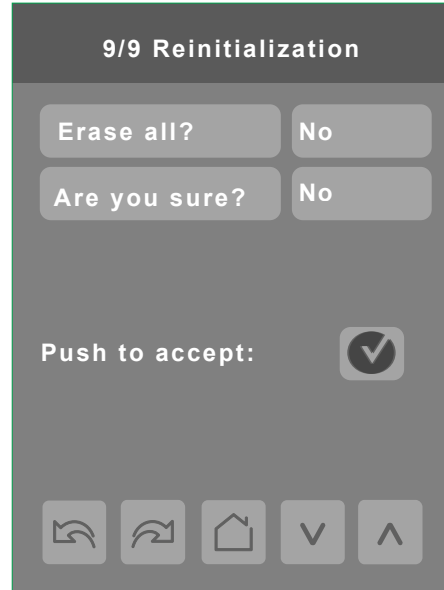 9/9 Reinitialization
Erase all? No
Are you sure? No
Push to accept: